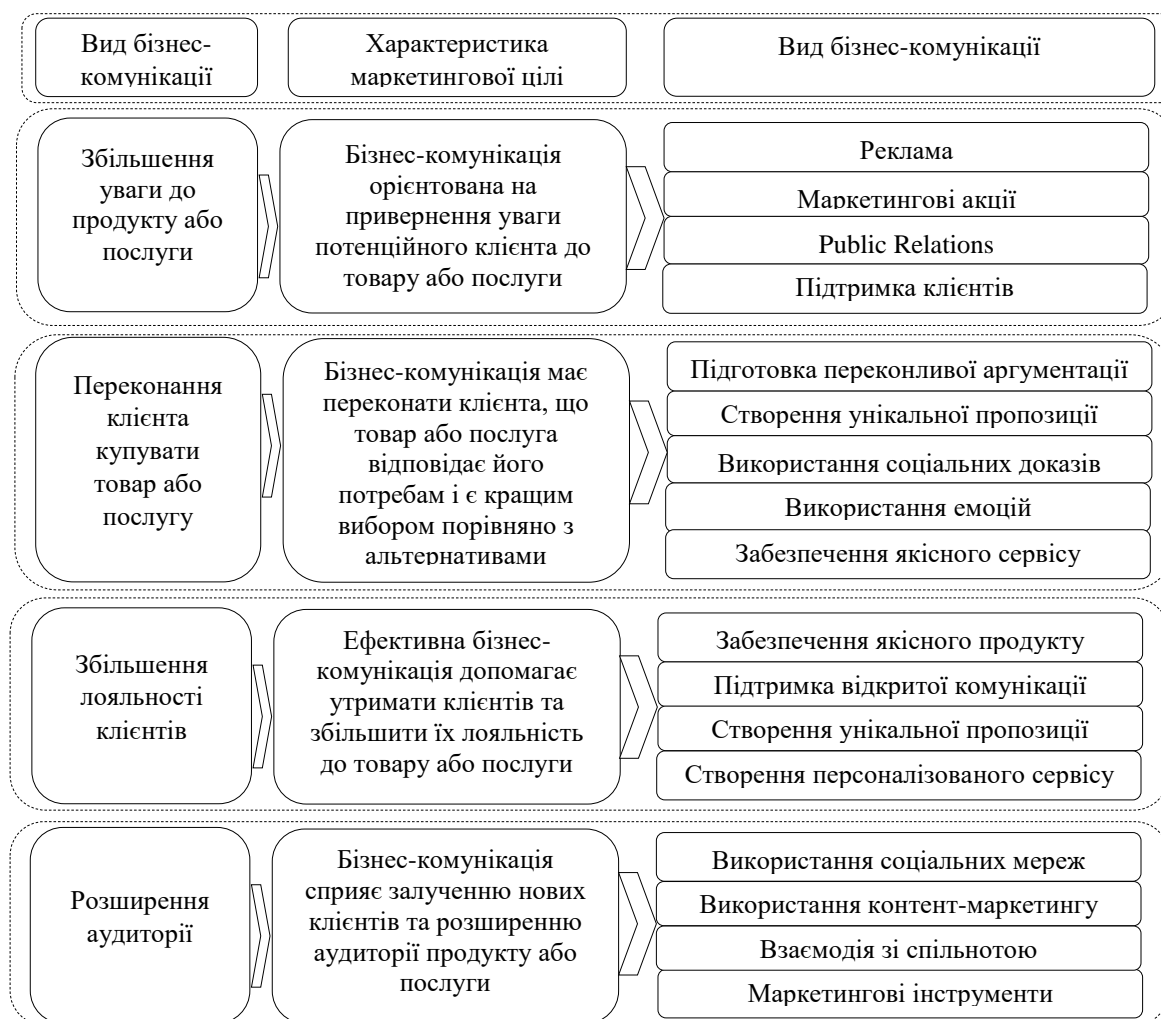 Вид бізнес-
комунікації
Характеристика
маркетингової цілі
Вид бізнес-комунікації
Збільшення
уваги до
продукту або
послуги
Бізнес-комунікація
орієнтована на
привернення уваги
потенційного клієнта до
товару або послуги
Реклама
Маркетингові акції
Public Relations
Підтримка клієнтів
Переконання
клієнта
купувати
товар або
послугу
Бізнес-комунікація має
переконати клієнта, що
товар або послуга
відповідає його
потребам і є кращим
вибором порівняно з
альтернативами
Підготовка переконливої аргументації
Створення унікальної пропозиції
Використання соціальних доказів
Використання емоцій
Забезпечення якісного сервісу
Збільшення
лояльності
клієнтів
Ефективна бізнес-
комунікація допомагає
утримати клієнтів та
збільшити їх лояльність
до товару або послуги
Забезпечення якісного продукту
Підтримка відкритої комунікації
Створення унікальної пропозиції
Створення персоналізованого сервісу
Розширення
аудиторії
Бізнес-комунікація
сприяє залученню нових
клієнтів та розширенню
аудиторії продукту або
послуги
Використання соціальних мереж
Використання контент-маркетингу
Взаємодія зі спільнотою
Маркетингові інструменти